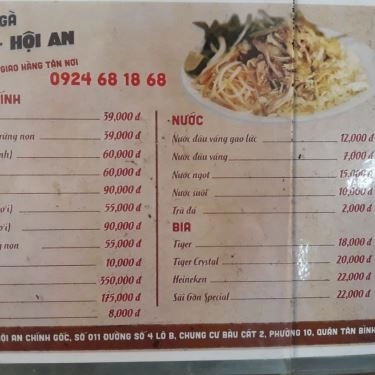 GÀ
HỘI AN
GIAO HÀNG TẬN NƠI
0924 68 18 68
59,000 đ
trứng non 59,000 đ
60,000 đ
60,000 đ
90,000 đ
55,000 đ
90,000 đ
non 55,000 đ
10,000 đ
350,000 đ
175,000 đ
8,000 đ
NƯỚC
Nước đậu váng gạo lức 12,000 đ
Nước đậu váng 7,000 đ
Nước ngọt 15,000 đ
Nước suối 10,000 đ
Trà đá 2,000 đ
BIA
Tiger 18,000 đ
Tiger Crystal 20,000 đ
Heineken 22,000 đ
Sài Gòn Special 22,000 đ
HỘI AN CHÍNH GỐC, SỐ 011 ĐƯỜNG SỐ 4 LÔ B, CHUNG CƯ BÀU CÁT 2, PHƯỜNG 10, QUẬN TÂN BÌNH